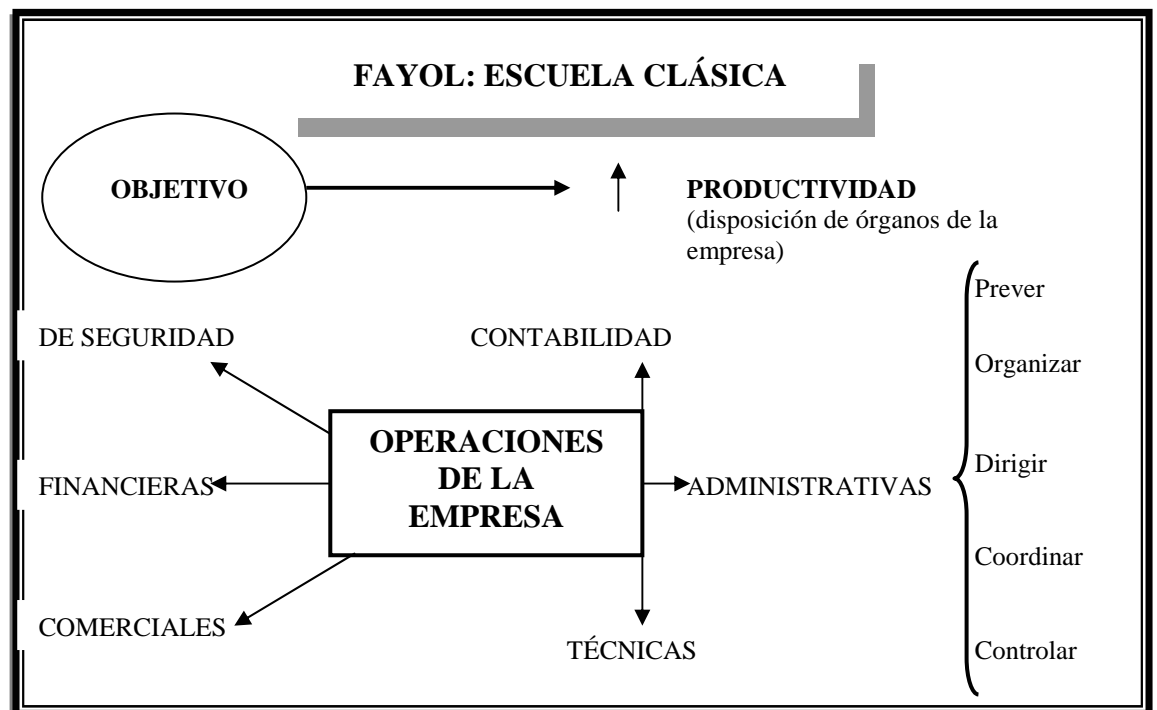 FAYOL: ESCUELA CLÁSICA
OBJETIVO
PRODUCTIVIDAD
(disposición de órganos de la
empresa)
Prever
DE SEGURIDAD
CONTABILIDAD
Organizar
OPERACIONES
DE LA
EMPRESA
FINANCIERAS
ADMINISTRATIVAS
Dirigir
Coordinar
COMERCIALES
TÉCNICAS
Controlar